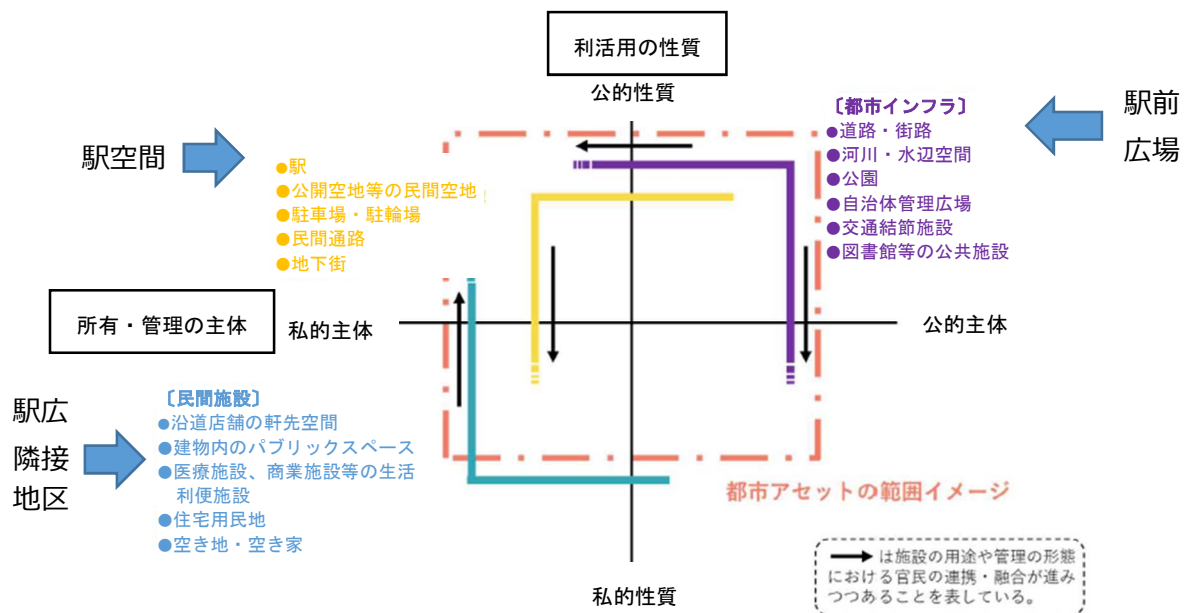 利活用の性質
公的性質
駅空間
●駅
●公開空地等の民間空地
●駐車場・駐輪場
●民間通路
●地下街
〔都市インフラ〕
●道路・街路
●河川・水辺空間
●公園
●自治体管理広場
●交通結節施設
●図書館等の公共施設
駅前
広場
所有・管理の主体
私的主体
公的主体
駅広
隣接
地区
〔民間施設〕
●沿道店舗の軒先空間
●建物内のパブリックスペース
●医療施設、商業施設等の生活
利便施設
●住宅用民地
●空き地・空き家
都市アセットの範囲イメージ
は施設の用途や管理の形態
における官民の連携・融合が進み
つつあることを表している。
私的性質